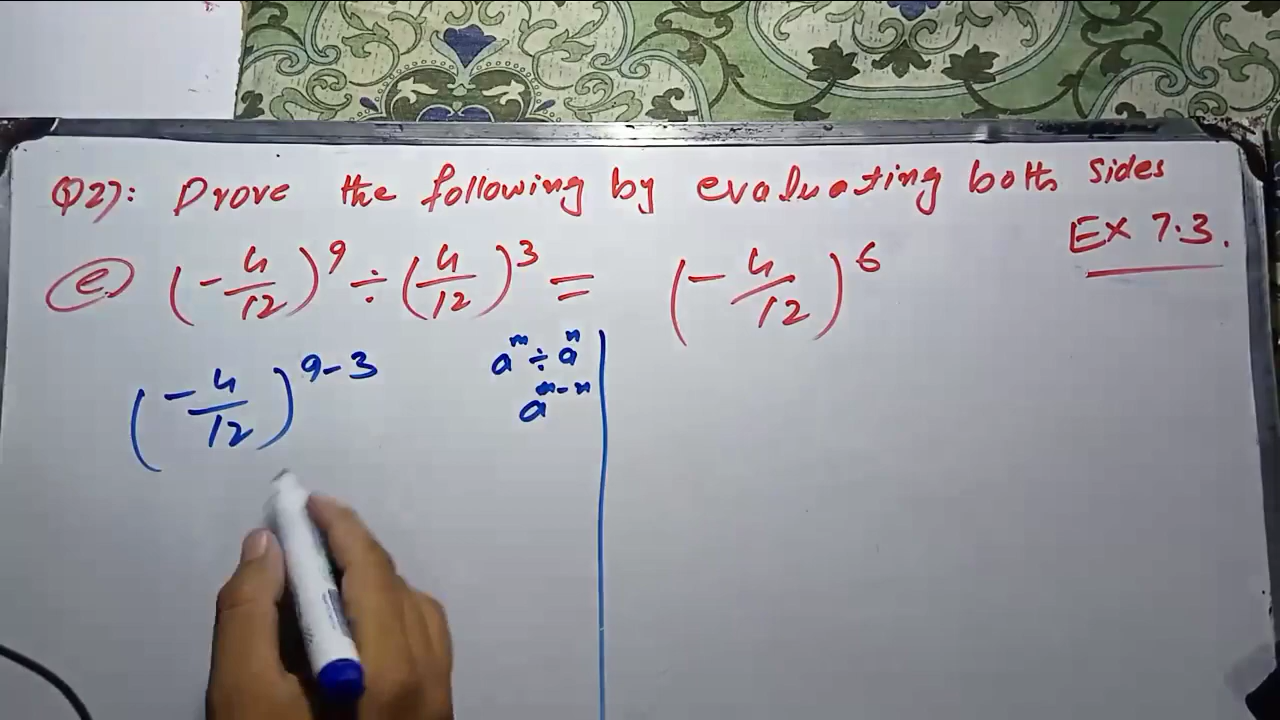 Q2): Prove the following by evaluating both sides
Ex 7.3.
(e) (-4/12)^9 ÷ (4/12)^3 = (-4/12)^6
(-4/12)^9-3
a^m ÷ a^n
a^m-n